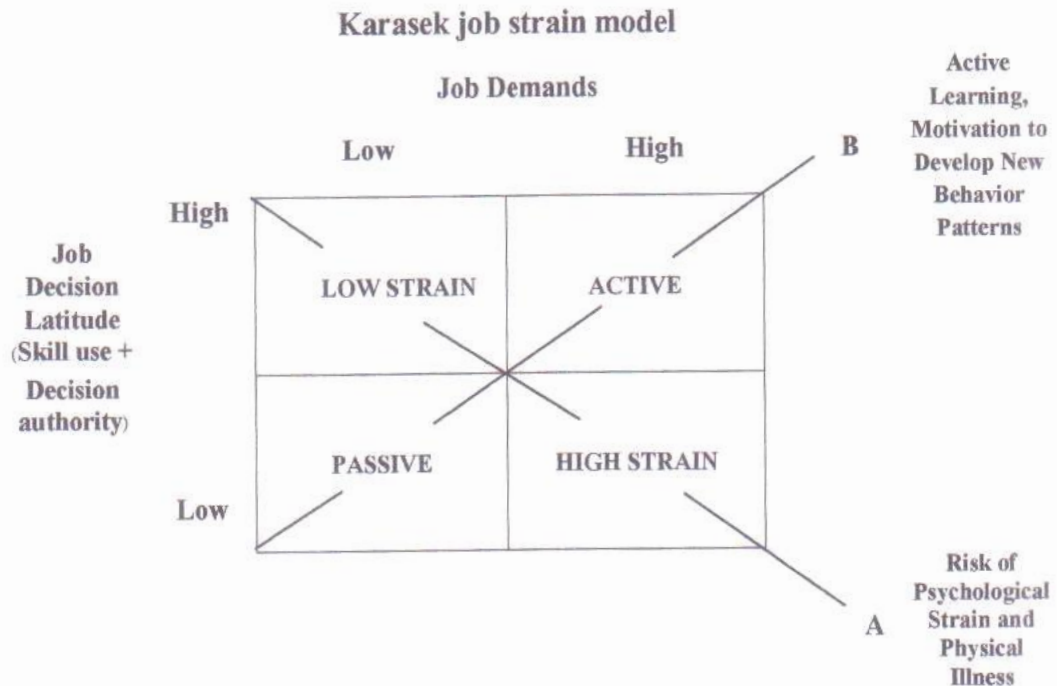 Karasek job strain model
Job Demands
Low
High
B
Active
Learning,
Motivation to
Develop New
Behavior
Patterns
High
Job
Decision
Latitude
(Skill use +
Decision
authority)
LOW STRAIN
ACTIVE
PASSIVE
HIGH STRAIN
Low
A
Risk of
Psychological
Strain and
Physical
Illness